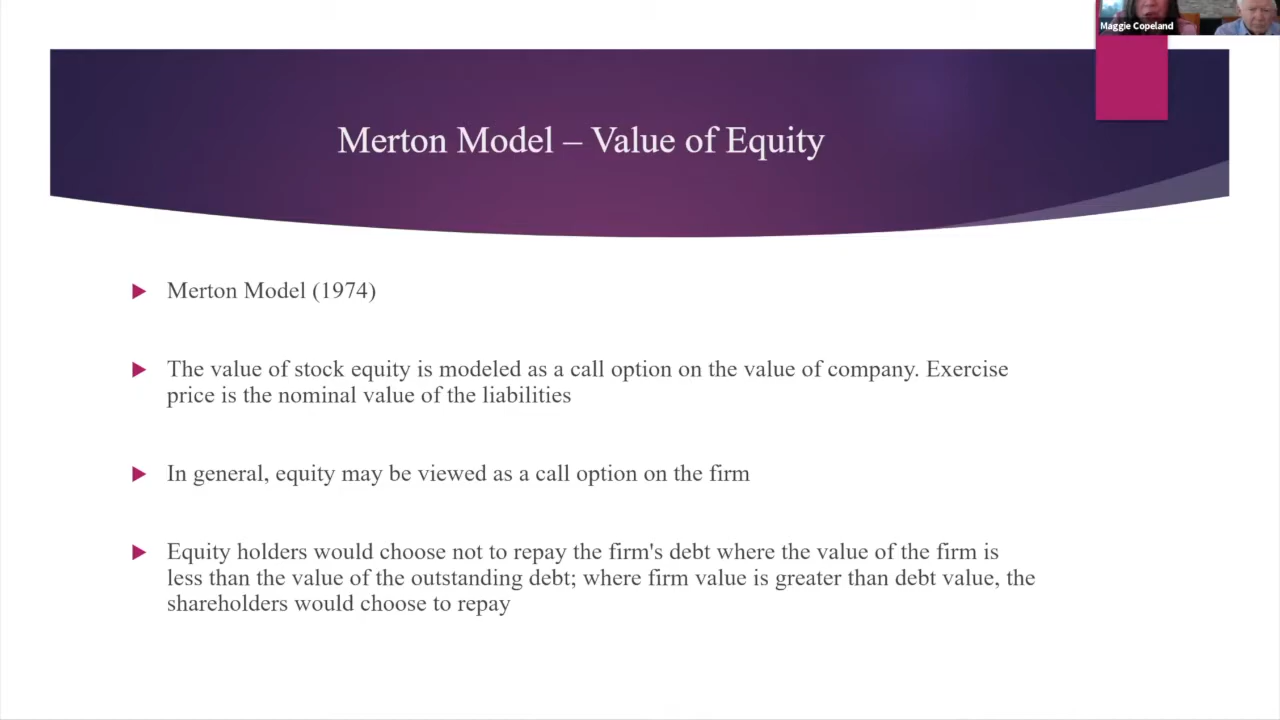 Maggie Copeland
Merton Model – Value of Equity
Merton Model (1974)
The value of stock equity is modeled as a call option on the value of company. Exercise
price is the nominal value of the liabilities
In general, equity may be viewed as a call option on the firm
Equity holders would choose not to repay the firm's debt where the value of the firm is
less than the value of the outstanding debt; where firm value is greater than debt value, the
shareholders would choose to repay